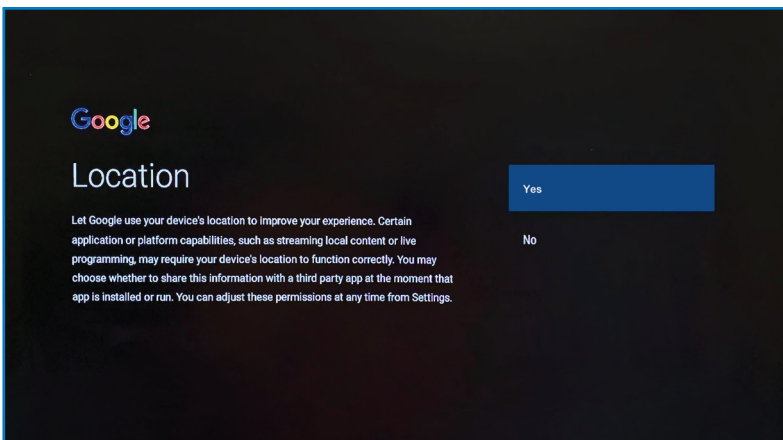 Google
Location
Let Google use your device's location to improve your experience. Certain
application or platform capabilities, such as streaming local content or live
programming, may require your device's location to function correctly. You may
choose whether to share this information with a third party app at the moment that
app is installed or run. You can adjust these permissions at any time from Settings.
Yes
No